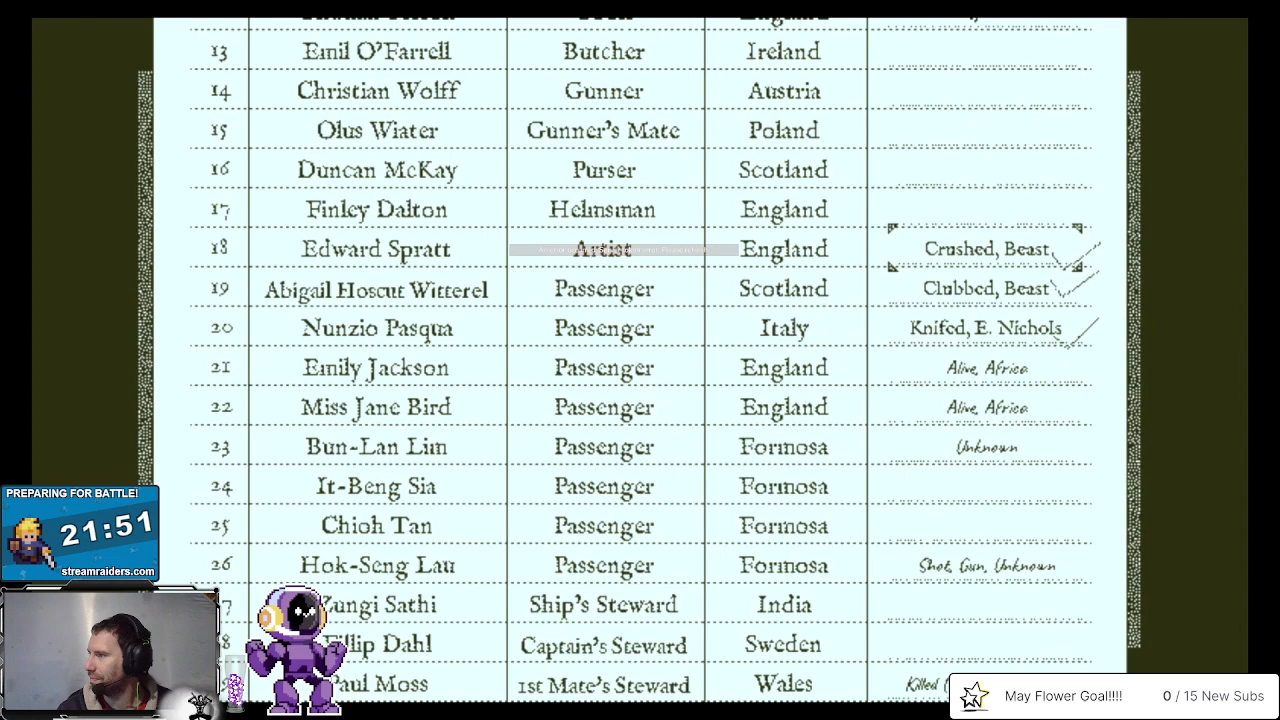 13 Emil O'Farrell Butcher Ireland
14 Christian Wolff Gunner Austria
15 Olus Wiater Gunner's Mate Poland
16 Duncan McKay Purser Scotland
17 Finley Dalton Helmsman England
18 Edward Spratt Artist England Crushed, Beast
19 Abigail Hoscut Witterel Passenger Scotland Clubbed, Beast
20 Nunzio Pasqua Passenger Italy Knifed, E. Nichols
21 Emily Jackson Passenger England Alive, Africa
22 Miss Jane Bird Passenger England Alive, Africa
23 Bun-Lan Lim Passenger Formosa Unknown
24 It-Beng Sia Passenger Formosa
25 Chioh Tan Passenger Formosa
26 Hok-Seng Lau Passenger Formosa Shot, Gun, Unknown
Sathi Ship's Steward India
Dahl Captain's Steward Sweden
Paul Moss 1st Mate's Steward Wales Killed
PREPARING FOR BATTLE!
21:51
streamraiders.com
May Flower Goal!!!! 0 / 15 New Subs